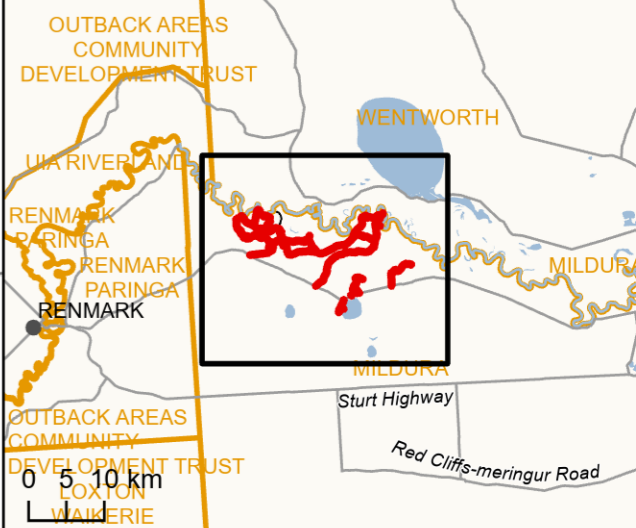 OUTBACK AREAS
COMMUNITY
DEVELOPMENT TRUST
WENTWORTH
UIA RIVERLAND
RENMARK
PARINGA
RENMARK
PARINGA
MILDURA
RENMARK
MILDURA
Sturt Highway
OUTBACK AREAS
COMMUNITY
DEVELOPMENT TRUST
Red Cliffs-meringur Road
0 5 10 km
LOXTON
WAIKERIE